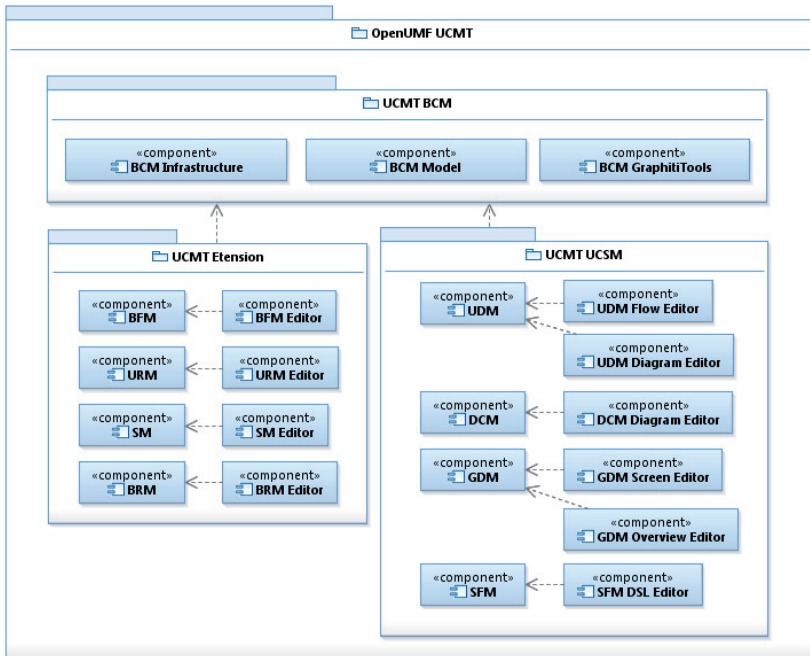 OpenUMF UCMT
UCMT BCM
«component» «component» «component»
BCM Infrastructure BCM Model BCM GraphitiTools
UCMT Etension
«component» «component»
BFM BFM Editor
«component» «component»
URM URM Editor
«component» «component»
SM SM Editor
«component» «component»
BRM BRM Editor
UCMT UCSM
«component» «component»
UDM UDM Flow Editor
«component»
UDM Diagram Editor
«component» «component»
DCM DCM Diagram Editor
«component» «component»
GDM GDM Screen Editor
«component»
GDM Overview Editor
«component» «component»
SFM SFM DSL Editor